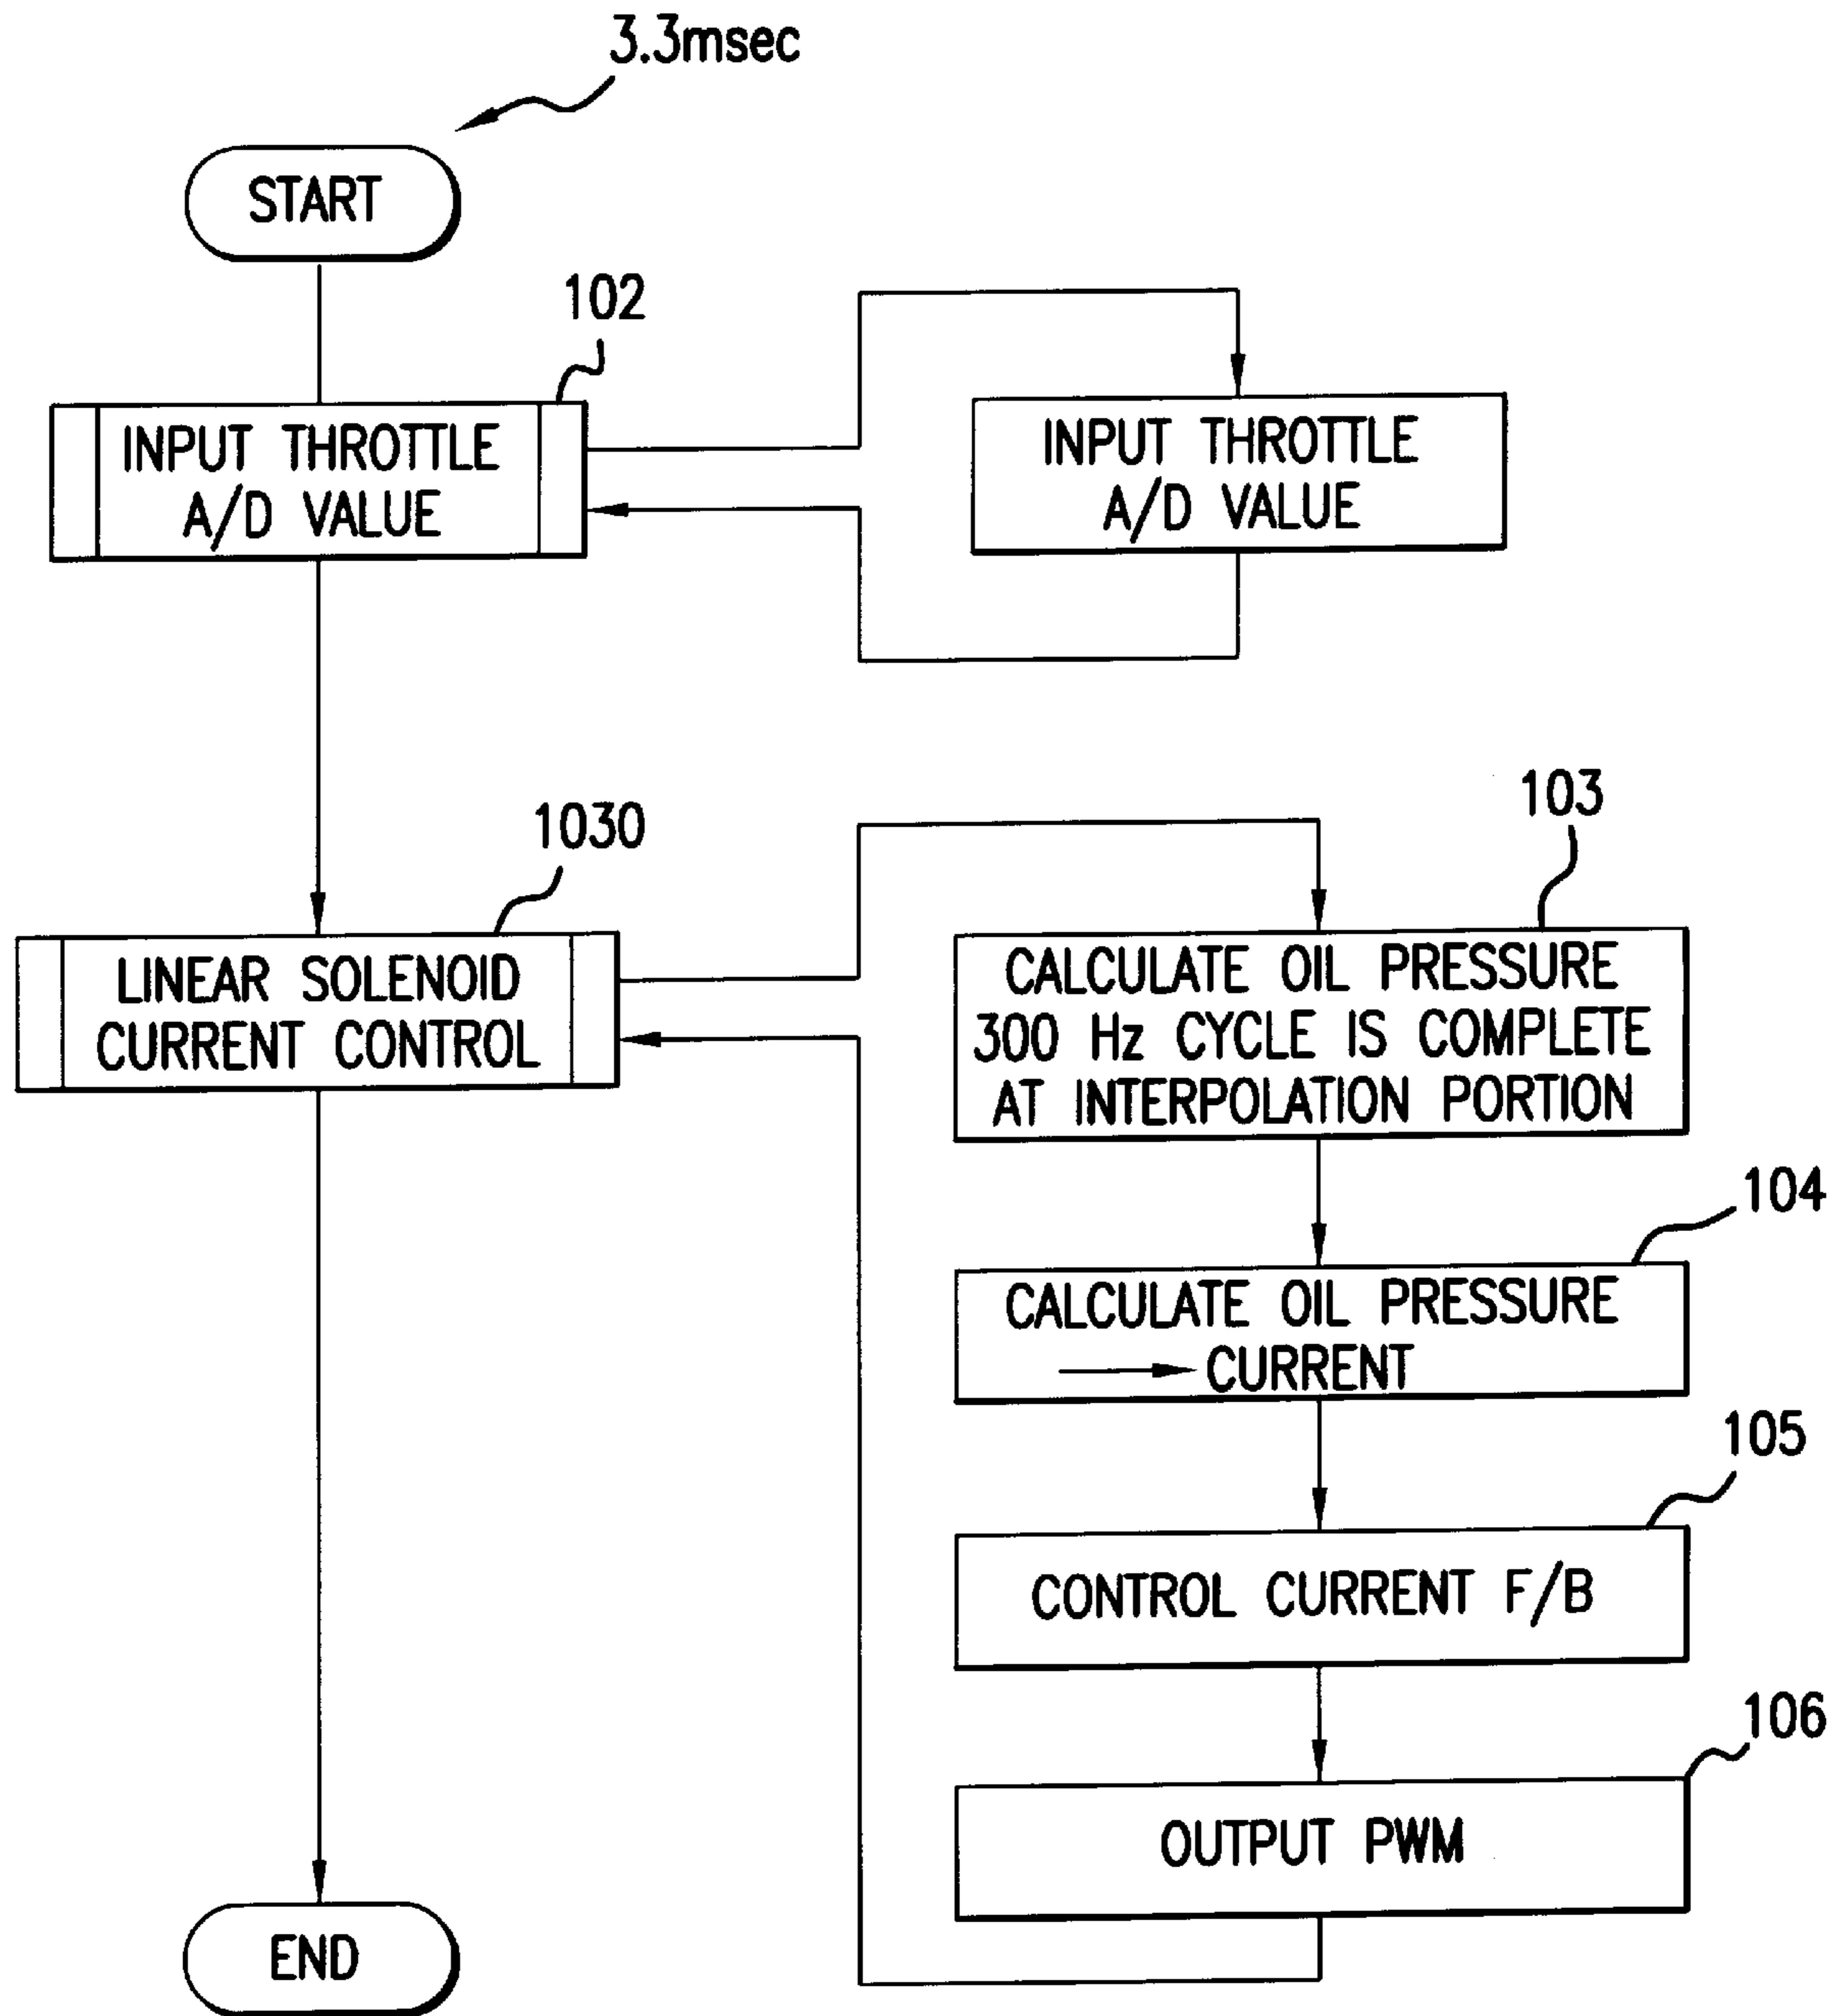 3.3msec
START
102
INPUT THROTTLE
A/D VALUE
INPUT THROTTLE
A/D VALUE
1030
LINEAR SOLENOID
CURRENT CONTROL
103
CALCULATE OIL PRESSURE
300 Hz CYCLE IS COMPLETE
AT INTERPOLATION PORTION
104
CALCULATE OIL PRESSURE
→ CURRENT
105
CONTROL CURRENT F/B
106
OUTPUT PWM
END